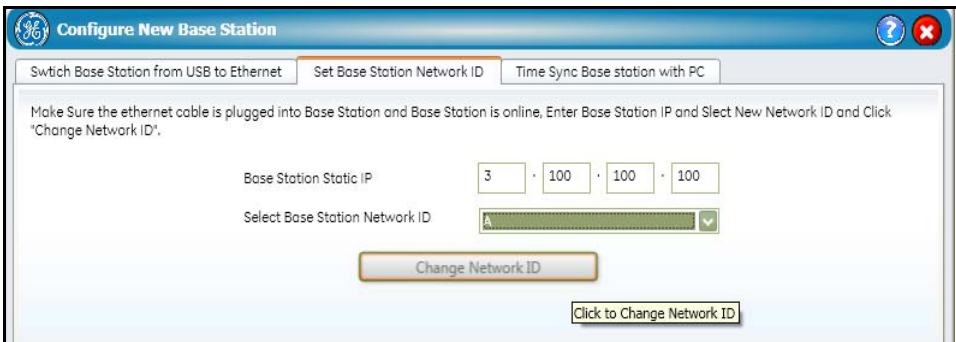 Configure New Base Station
Swtich Base Station from USB to Ethernet
Set Base Station Network ID
Time Sync Base station with PC
Make Sure the ethernet cable is plugged into Base Station and Base Station is online, Enter Base Station IP and Slect New Network ID and Click
"Change Network ID".
Base Station Static IP
3 . 100 . 100 . 100
Select Base Station Network ID
A
Change Network ID
Click to Change Network ID